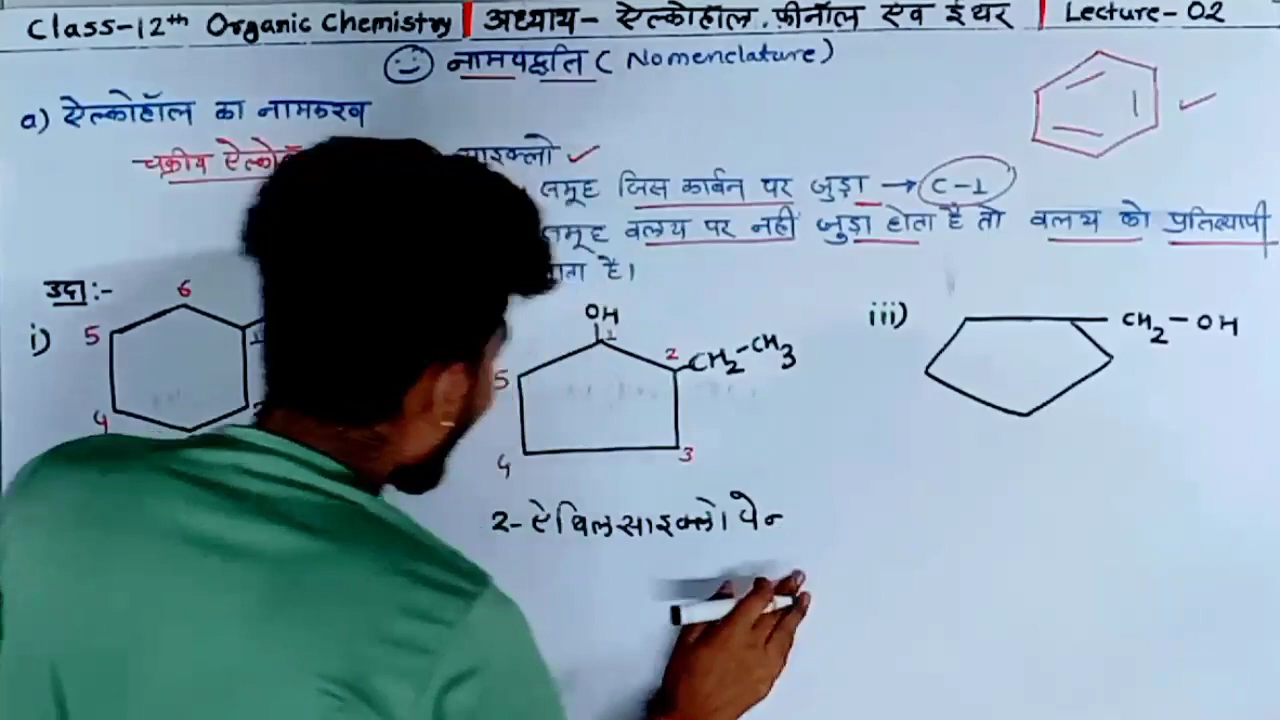 Class-12th Organic Chemistry | अध्याय- ऐल्कोहॉल, फ़ीनॉल एवं ईथर | Lecture-02
नामपद्धति ( Nomenclature )
a) ऐल्कोहॉल का नामकरण
चक्रीय साइक्लो ✓
समूह जिस कार्बन पर जुड़ा → C-1
समूह वलय पर नहीं जुड़ा होता है तो वलय को प्रतिस्थापी
है।
उदा :-
i) 5 6 1 4
OH 1 2 CH2-CH3 5 4 3
iii) CH2-OH
2-ऐथिलसाइक्लोपेन